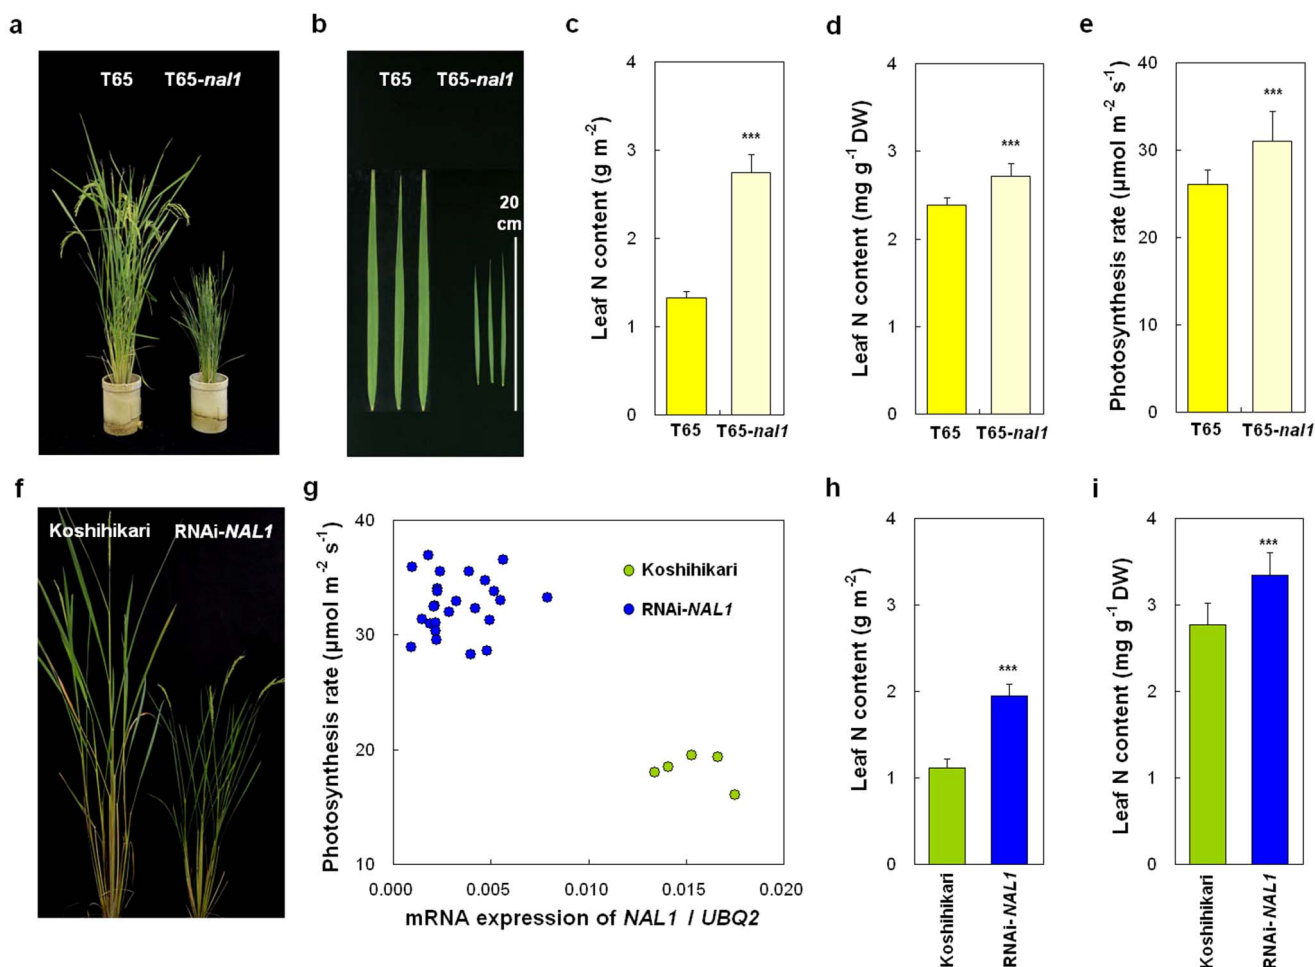 a
T65 T65-nal1
b
T65 T65-nal1
20
cm
c
Leaf N content (g m-2)
4
3
2
1
0
***
T65 T65-nal1
d
Leaf N content (mg g-1 DW)
4
3
2
1
0
***
T65 T65-nal1
e
Photosynthesis rate (μmol m-2 s-1)
40
30
20
10
0
***
T65 T65-nal1
f
Koshihikari RNAi-NAL1
g
Photosynthesis rate (μmol m-2 s-1)
40
30
20
10
Koshihikari
RNAi-NAL1
0.000 0.005 0.010 0.015 0.020
mRNA expression of NAL1 / UBQ2
h
Leaf N content (g m-2)
4
3
2
1
0
***
Koshihikari
RNAi-NAL1
i
Leaf N content (mg g-1 DW)
4
3
2
1
0
***
Koshihikari
RNAi-NAL1